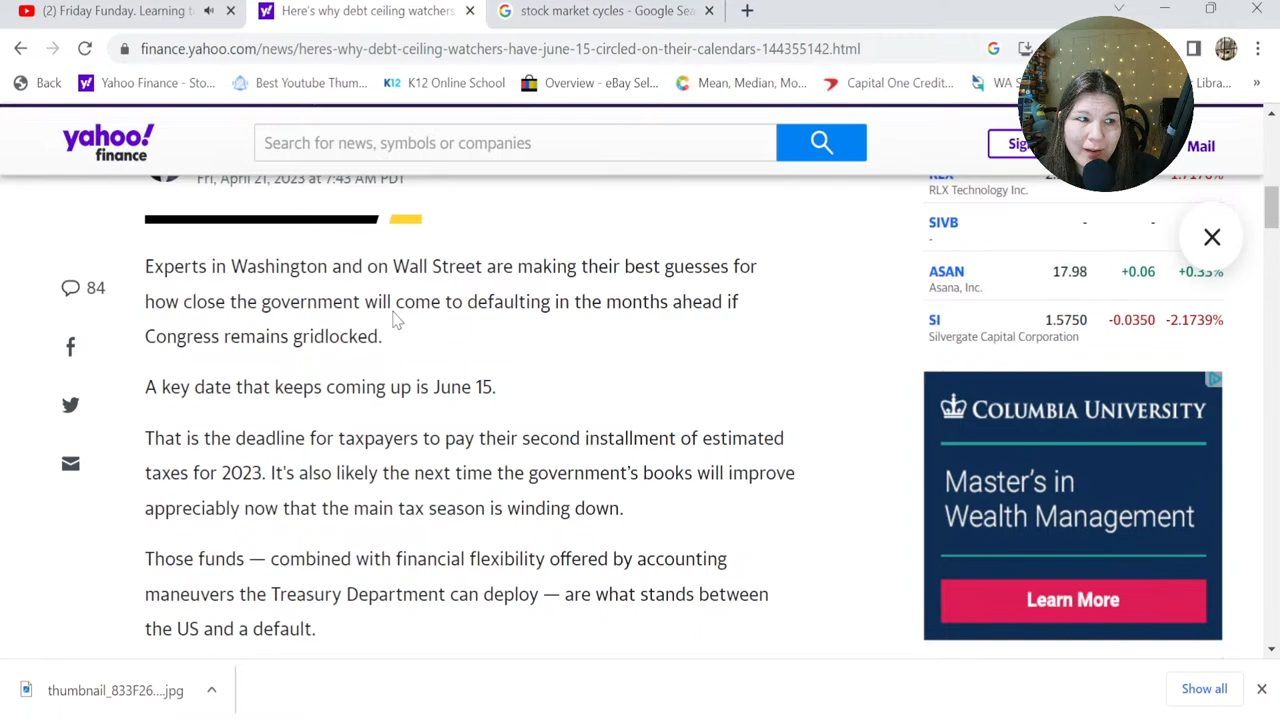 (2) Friday Funday. Learning t
Here's why debt ceiling watchers
stock market cycles - Google Sea
finance.yahoo.com/news/heres-why-debt-ceiling-watchers-have-june-15-circled-on-their-calendars-144355142.html
Back
Yahoo Finance - Sto...
Best Youtube Thum...
K12 K12 Online School
Overview - eBay Sel...
Mean, Median, Mo...
Capital One Credit...
WA S
Libra...
»
yahoo!
finance
Search for news, symbols or companies
Sig
Mail
Fri, April 21, 2023 at 7:43 AM PDT
84
Experts in Washington and on Wall Street are making their best guesses for
how close the government will come to defaulting in the months ahead if
Congress remains gridlocked.
A key date that keeps coming up is June 15.
That is the deadline for taxpayers to pay their second installment of estimated
taxes for 2023. It's also likely the next time the government's books will improve
appreciably now that the main tax season is winding down.
Those funds — combined with financial flexibility offered by accounting
maneuvers the Treasury Department can deploy — are what stands between
the US and a default.
RLX
RLX Technology Inc.
SIVB - -
-
ASAN 17.98 +0.06 +0.33%
Asana, Inc.
SI 1.5750 -0.0350 -2.1739%
Silvergate Capital Corporation
COLUMBIA UNIVERSITY
Master's in
Wealth Management
Learn More
thumbnail_833F26....jpg
Show all